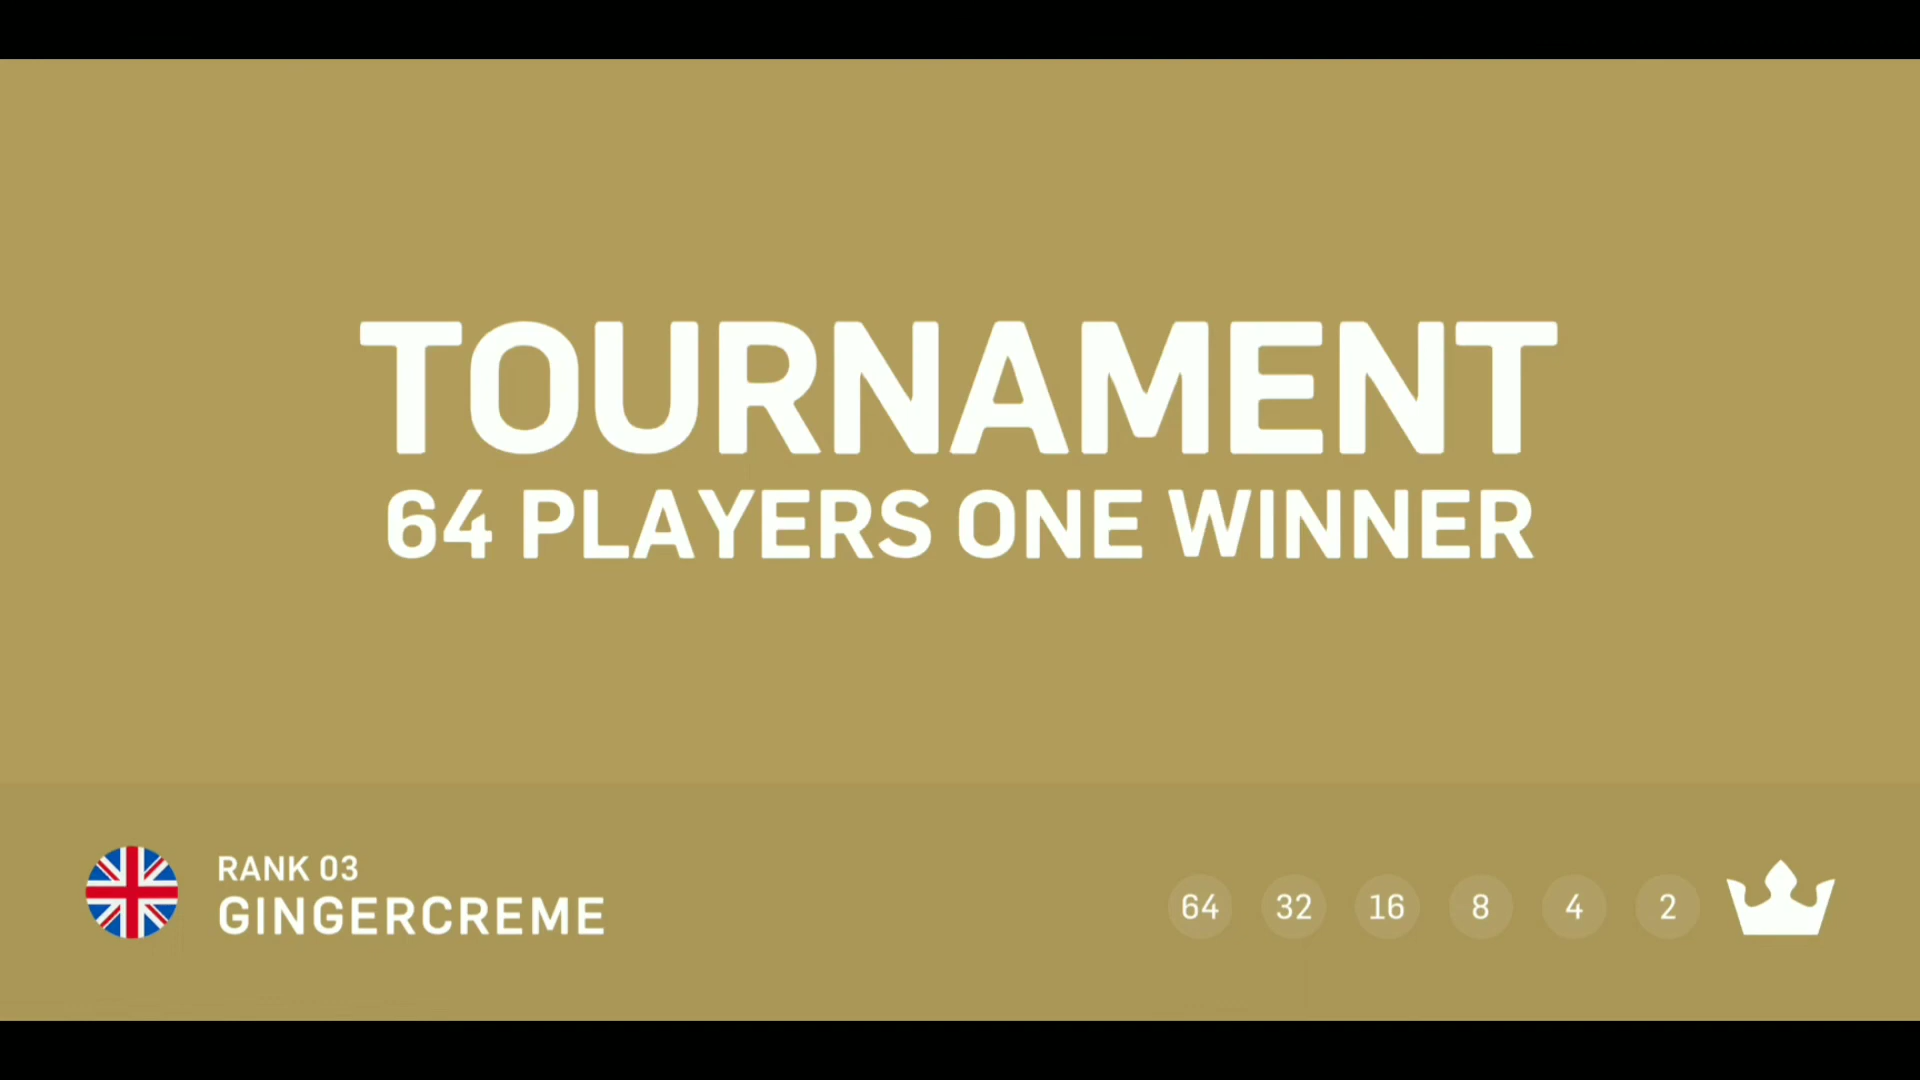 TOURNAMENT
64 PLAYERS ONE WINNER
RANK 03
GINGERCREME
64 32 16 8 4 2